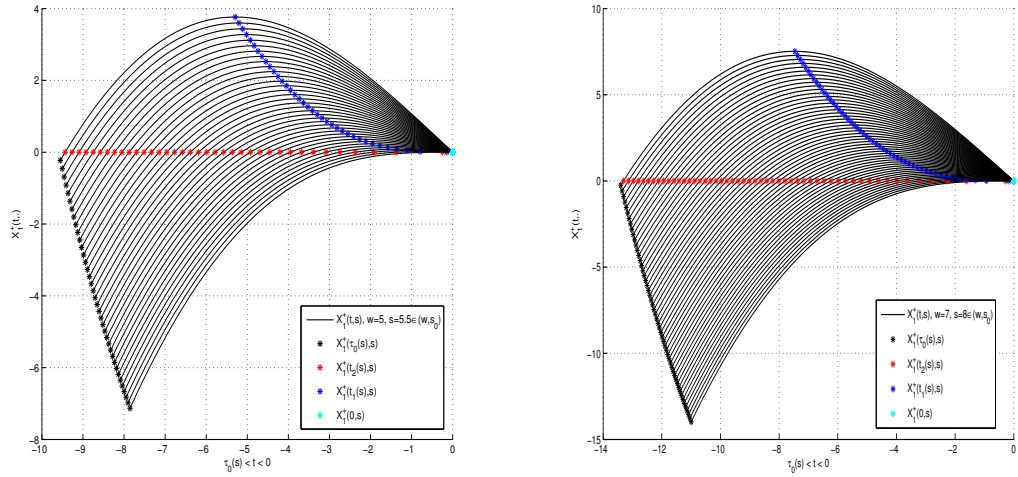 4
2
0
−2
−4
−6
−8
X₁⁺(t,.)
−10 −9 −8 −7 −6 −5 −4 −3 −2 −1 0
τ₀(s) < t < 0
X₁⁺(t,s), w=5, s=5.5∈(w,s₀)
X₁⁺(τ₀(s),s)
X₁⁺(t₂(s),s)
X₁⁺(t₁(s),s)
X₁⁺(0,s)
10
5
0
−5
−10
−15
X₁⁺(t,.)
−14 −12 −10 −8 −6 −4 −2 0
τ₀(s) < t < 0
X₁⁺(t,s), w=7, s=8∈(w,s₀)
X₁⁺(τ₀(s),s)
X₁⁺(t₂(s),s)
X₁⁺(t₁(s),s)
X₁⁺(0,s)